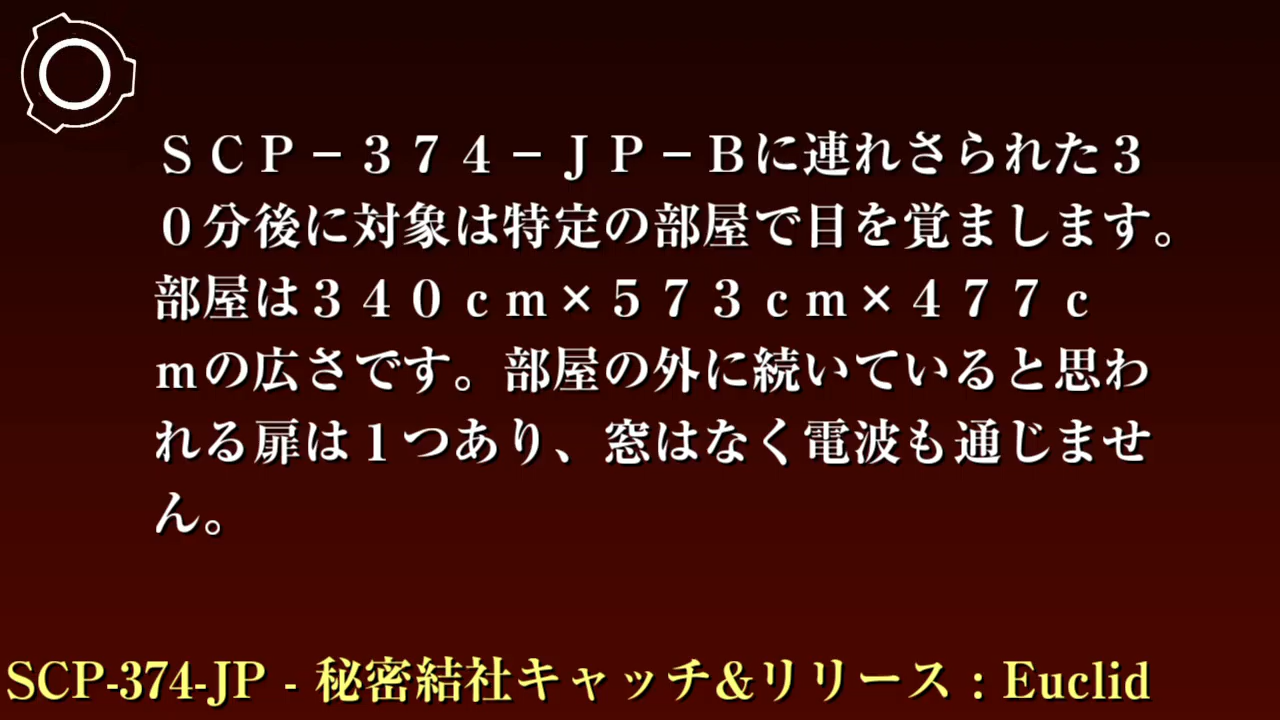 ＳＣＰ－３７４－ＪＰ－Ｂに連れさられた３
０分後に対象は特定の部屋で目を覚まします。
部屋は３４０ｃｍ×５７３ｃｍ×４７７ｃ
ｍの広さです。部屋の外に続いていると思わ
れる扉は１つあり、窓はなく電波も通じませ
ん。
SCP-374-JP - 秘密結社キャッチ&リリース：Euclid